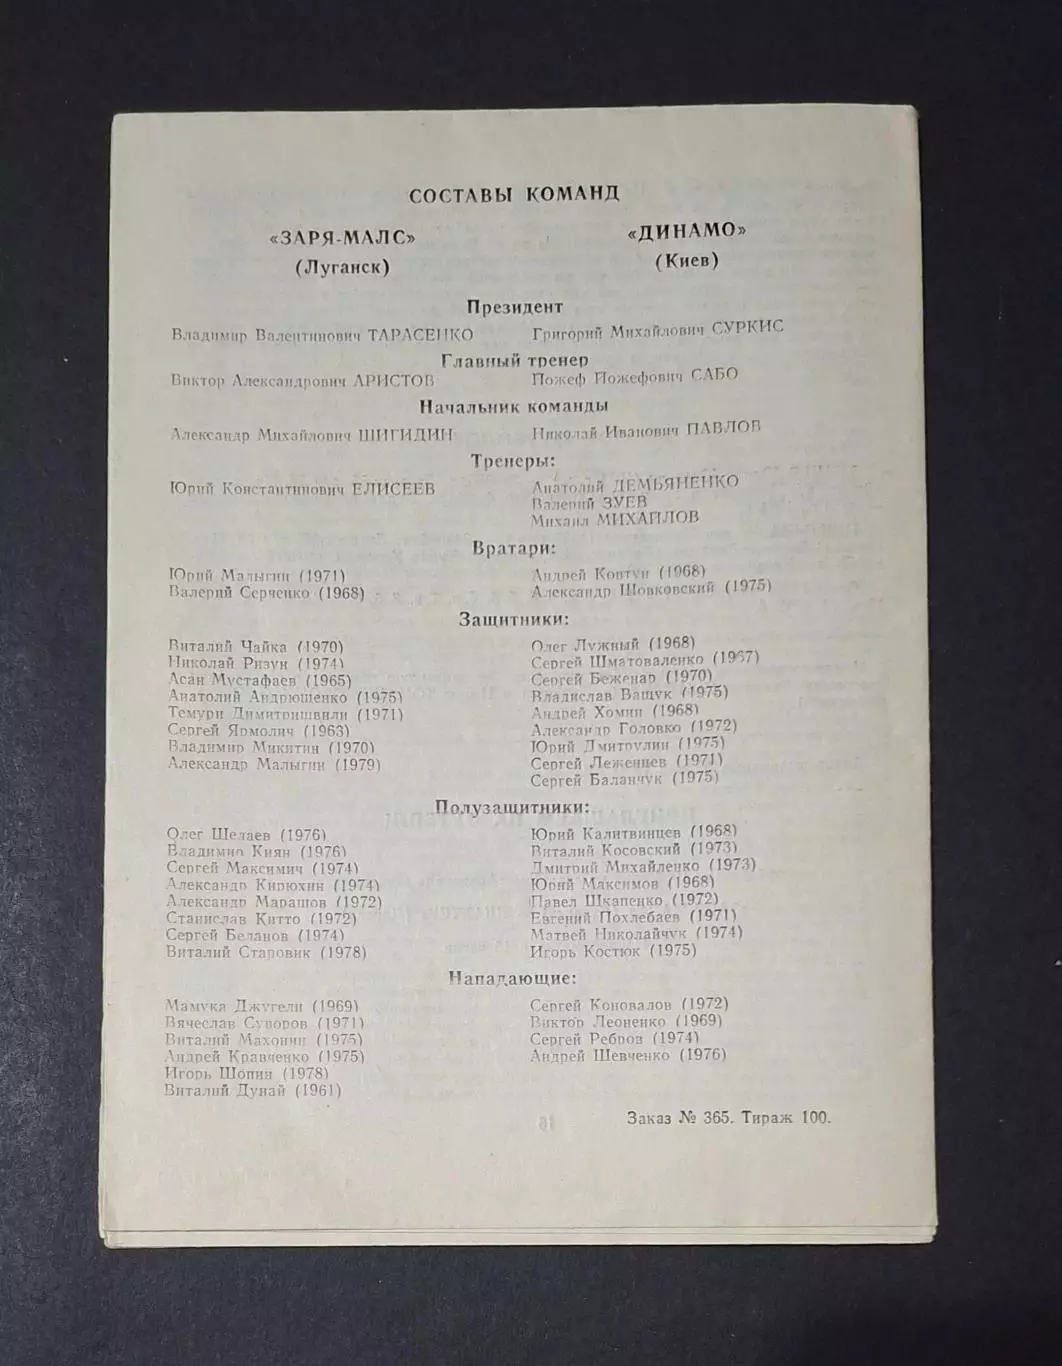 СОСТАВЫ КОМАНД
«ЗАРЯ-МАЛС» «ДИНАМО»
(Луганск) (Киев)
Президент
Владимир Валентинович ТАРАСЕНКО Григорий Михайлович СУРКИС
Главный тренер
Виктор Александрович АРИСТОВ Йожеф Йожефович САБО
Начальник команды
Александр Михайлович ШИГИДИН Николай Иванович ПАВЛОВ
Тренеры:
Юрий Константинович ЕЛИСЕЕВ Анатолий ДЕМЬЯНЕНКО
Валерий ЗУЕВ
Михаил МИХАЙЛОВ
Вратари:
Юрий Малыгин (1971) Андрей Ковтун (1968)
Валерий Серченко (1968) Александр Шовковский (1975)
Защитники:
Виталий Чайка (1970) Олег Лужный (1968)
Николай Ризун (1974) Сергей Шматоваленко (1967)
Асан Мустафаев (1965) Сергей Беженар (1970)
Анатолий Андрюшенко (1975) Владислав Ващук (1975)
Темури Димитришвили (1971) Андрей Хомин (1968)
Сергей Ярмолич (1963) Александр Головко (1972)
Владимир Микитин (1970) Юрий Дмитрулин (1975)
Александр Малыгин (1979) Сергей Леженцев (1971)
Сергей Баланчук (1975)
Полузащитники:
Олег Шелаев (1976) Юрий Калитвинцев (1968)
Владимир Киян (1976) Виталий Косовский (1973)
Сергей Максимич (1974) Дмитрий Михайленко (1973)
Александр Кирюхин (1974) Юрий Максимов (1968)
Александр Марашов (1972) Павел Шкапенко (1972)
Станислав Китто (1972) Евгений Похлебаев (1971)
Сергей Беланов (1974) Матвей Николайчук (1974)
Виталий Старовик (1978) Игорь Костюк (1975)
Нападающие:
Мамука Джугели (1969) Сергей Коновалов (1972)
Вячеслав Суворов (1971) Виктор Леоненко (1969)
Виталий Махонин (1975) Сергей Ребров (1974)
Андрей Кравченко (1975) Андрей Шевченко (1976)
Игорь Шопин (1978)
Виталий Дунай (1961)
Заказ № 365. Тираж 100.